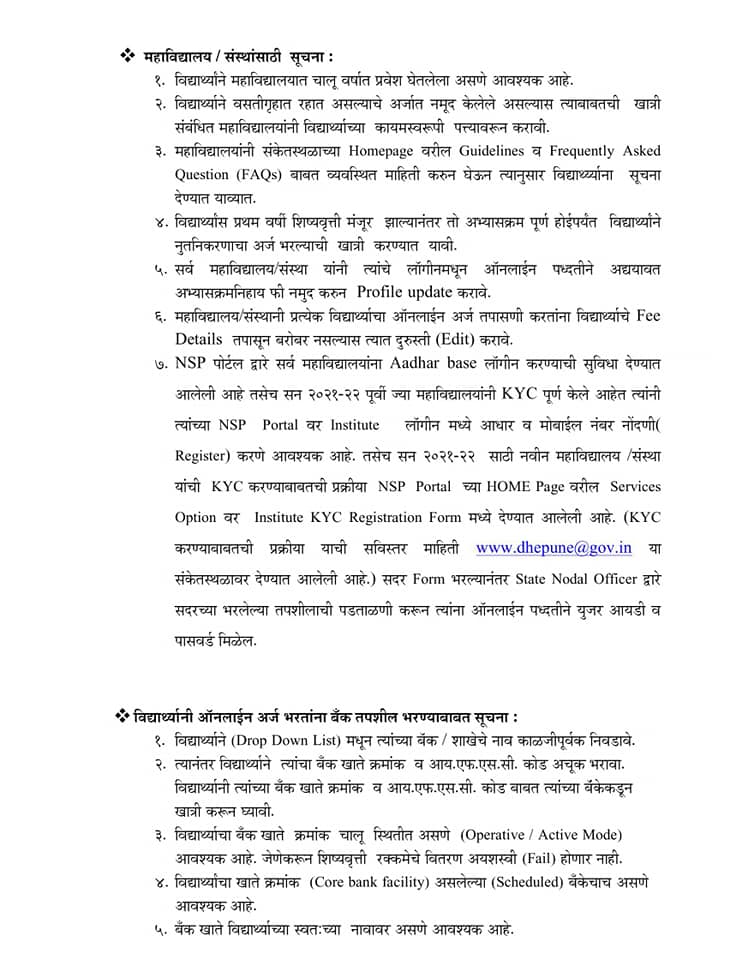 ❖ महाविद्यालय / संस्थांसाठी सूचना :
१. विद्यार्थ्याने महाविद्यालयात चालू वर्षात प्रवेश घेतलेला असणे आवश्यक आहे.
२. विद्यार्थ्याने वसतीगृहात रहात असल्याचे अर्जात नमूद केलेले असल्यास त्याबाबतची खात्री
संबंधित महाविद्यालयांनी विद्यार्थ्याच्या कायमस्वरूपी पत्त्यावरून करावी.
३. महाविद्यालयांनी संकेतस्थळाच्या Homepage वरील Guidelines व Frequently Asked
Question (FAQs) बाबत व्यवस्थित माहिती करुन घेऊन त्यानुसार विद्यार्थ्यांना सूचना
देण्यात याव्यात.
४. विद्यार्थ्यास प्रथम वर्षी शिष्यवृत्ती मंजूर झाल्यानंतर तो अभ्यासक्रम पूर्ण होईपर्यंत विद्यार्थ्याने
नुतनिकरणाचा अर्ज भरल्याची खात्री करण्यात यावी.
५. सर्व महाविद्यालय/संस्था यांनी त्यांचे लॉगीनमधून ऑनलाईन पध्दतीने अद्ययावत
अभ्यासक्रमनिहाय फी नमुद करुन Profile update करावे.
६. महाविद्यालय/संस्थानी प्रत्येक विद्यार्थ्याचा ऑनलाईन अर्ज तपासणी करतांना विद्यार्थ्याचे Fee
Details तपासून बरोबर नसल्यास त्यात दुरुस्ती (Edit) करावे.
७. NSP पोर्टल द्वारे सर्व महाविद्यालयांना Aadhar base लॉगीन करण्याची सुविधा देण्यात
आलेली आहे तसेच सन २०२१-२२ पूर्वी ज्या महाविद्यालयांनी KYC पूर्ण केले आहेत त्यांनी
त्यांच्या NSP Portal वर Institute लॉगीन मध्ये आधार व मोबाईल नंबर नोंदणी(
Register) करणे आवश्यक आहे. तसेच सन २०२१-२२ साठी नवीन महाविद्यालय /संस्था
यांची KYC करण्याबाबतची प्रक्रीया NSP Portal च्या HOME Page वरील Services
Option वर Institute KYC Registration Form मध्ये देण्यात आलेली आहे. (KYC
करण्याबाबतची प्रक्रीया याची सविस्तर माहिती www.dhepune@gov.in या
संकेतस्थळावर देण्यात आलेली आहे.) सदर Form भरल्यानंतर State Nodal Officer द्वारे
सदरच्या भरलेल्या तपशीलाची पडताळणी करून त्यांना ऑनलाईन पध्दतीने युजर आयडी व
पासवर्ड मिळेल.
❖ विद्यार्थ्यानी ऑनलाईन अर्ज भरतांना बँक तपशील भरण्याबाबत सूचना :
१. विद्यार्थ्याने (Drop Down List) मधून त्यांच्या बॅक / शाखेचे नाव काळजीपूर्वक निवडावे.
२. त्यानंतर विद्यार्थ्याने त्यांचा बँक खाते क्रमांक व आय.एफ.एस.सी. कोड अचूक भरावा.
विद्यार्थ्यानी त्यांच्या बँक खाते क्रमांक व आय.एफ.एस.सी. कोड बाबत त्यांच्या बॅंकेकडून
खात्री करून घ्यावी.
३. विद्यार्थ्याचा बँक खाते क्रमांक चालू स्थितीत असणे (Operative / Active Mode)
आवश्यक आहे. जेणेकरून शिष्यवृत्ती रक्कमेचे वितरण अयशस्वी (Fail) होणार नाही.
४. विद्यार्थ्याचा खाते क्रमांक (Core bank facility) असलेल्या (Scheduled) बँकेचाच असणे
आवश्यक आहे.
५. बँक खाते विद्यार्थ्याच्या स्वतःच्या नावावर असणे आवश्यक आहे.